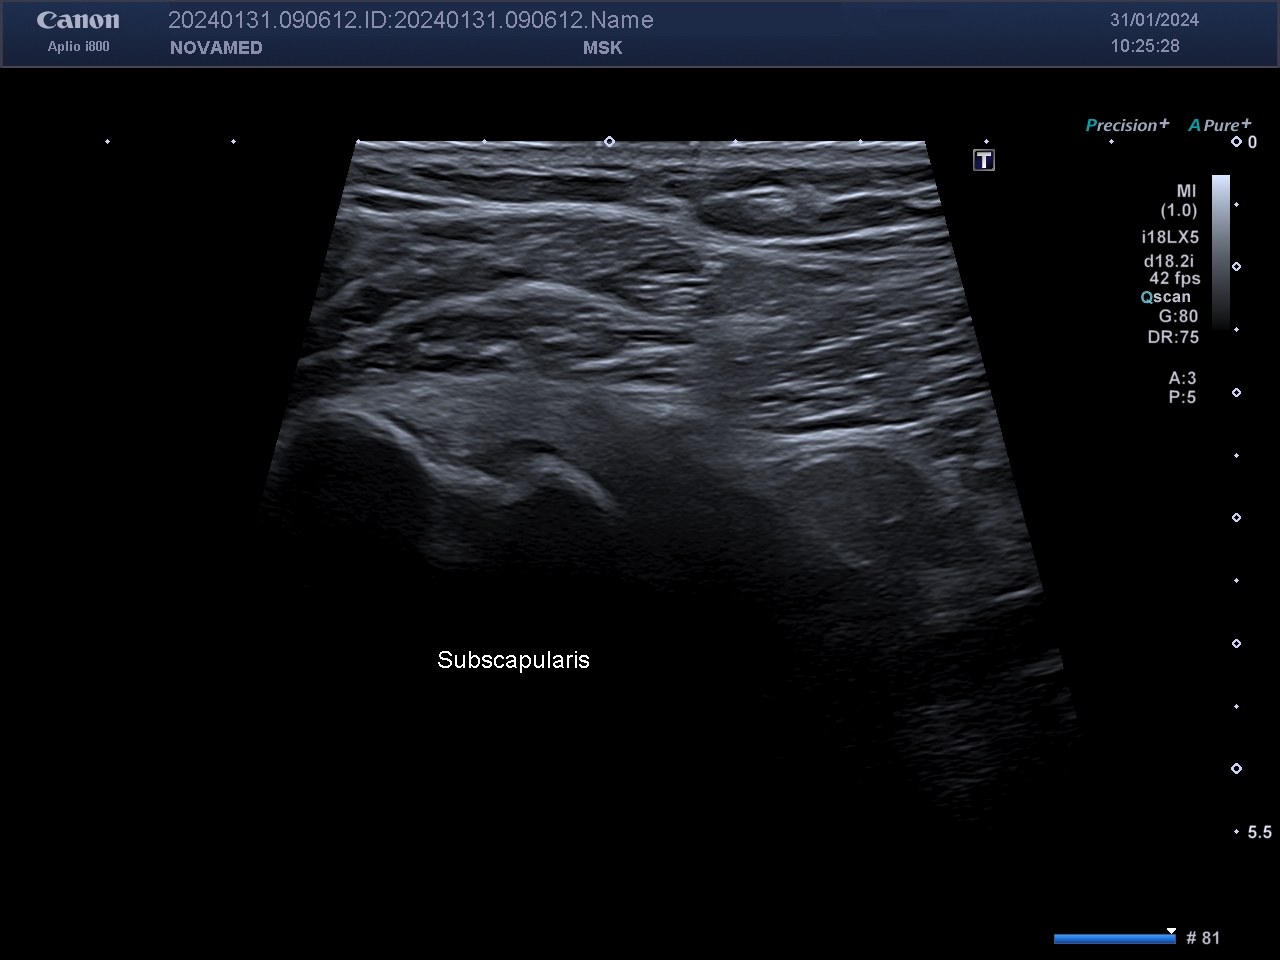 Canon
Aplio i800
20240131.090612.ID:20240131.090612.Name
NOVAMED
MSK
31/01/2024
10:25:28
Precision+ APure+
0
T
MI
(1.0)
i18LX5
d18.2i
42 fps
Qscan
G:80
DR:75
A:3
P:5
Subscapularis
5.5
# 81